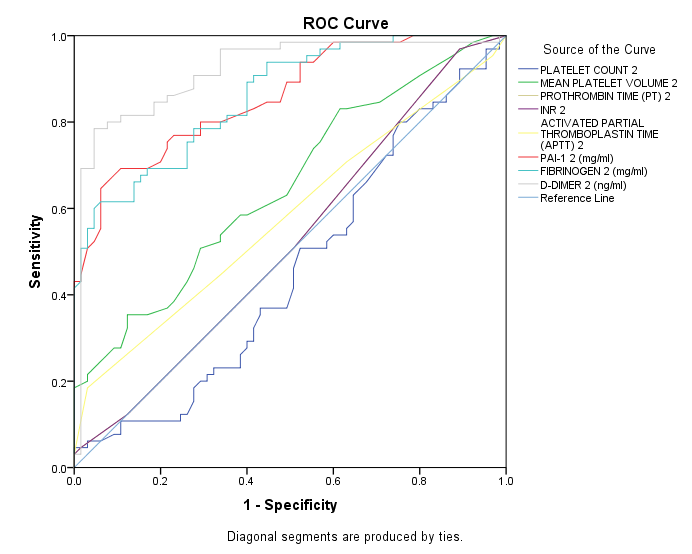 ROC Curve
Source of the Curve
PLATELET COUNT 2
MEAN PLATELET VOLUME 2
PROTHROMBIN TIME (PT) 2
INR 2
ACTIVATED PARTIAL
THROMBOPLASTIN TIME
(APTT) 2
PAI-1 2 (mg/ml)
FIBRINOGEN 2 (mg/ml)
D-DIMER 2 (ng/ml)
Reference Line
Sensitivity
1.0
0.8
0.6
0.4
0.2
0.0
0.0 0.2 0.4 0.6 0.8 1.0
1 - Specificity
Diagonal segments are produced by ties.